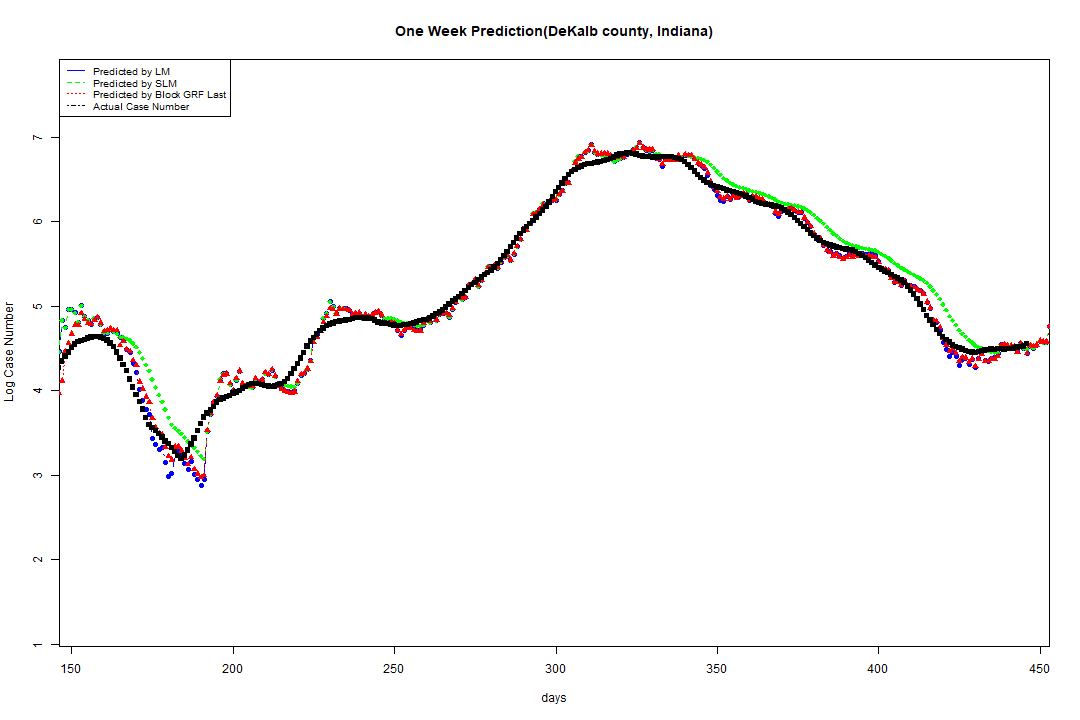 One Week Prediction(DeKalb county, Indiana)
Predicted by LM
Predicted by SLM
Predicted by Block GRF Last
Actual Case Number
7
6
5
4
3
2
1
Log Case Number
150 200 250 300 350 400 450
days